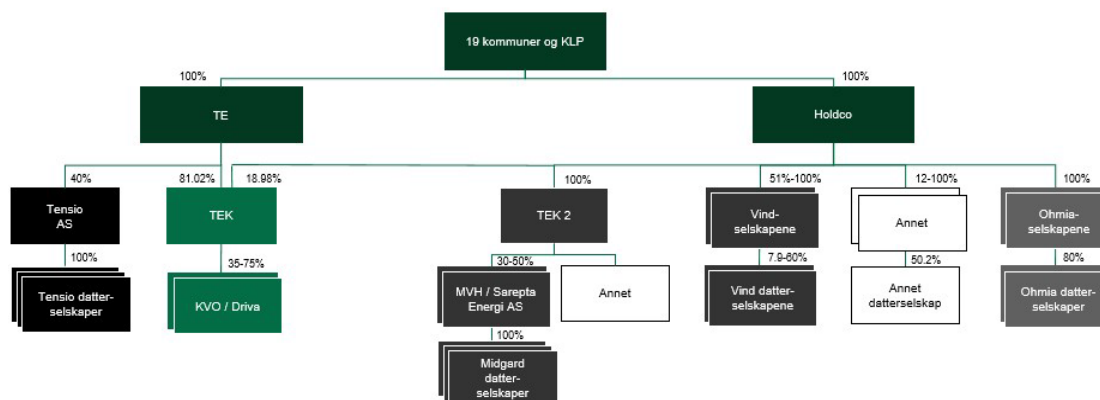 19 kommuner og KLP
100%
100%
TE
Holdco
40%
81.02%
18.98%
100%
51%-100%
12-100%
100%
Tensio
AS
TEK
TEK 2
Vind-
selskapene
Annet
Ohmia-
selskapene
100%
35-75%
30-50%
7.9-60%
50.2%
80%
Tensio datter-
selskaper
KVO / Driva
MVH / Sarepta
Energi AS
Annet
Vind datter-
selskapene
Annet
datterselskap
Ohmia datter-
selskaper
100%
Midgard
datter-
selskaper